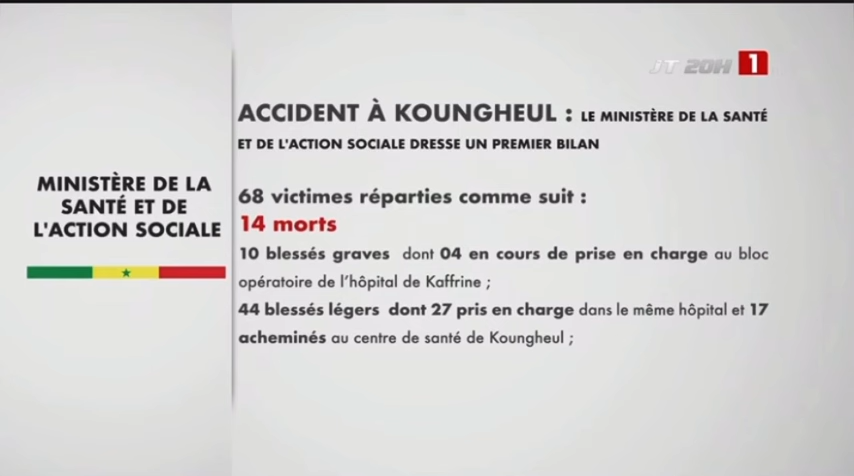 JT 20H 1
ACCIDENT À KOUNGHEUL : LE MINISTÈRE DE LA SANTÉ
ET DE L'ACTION SOCIALE DRESSE UN PREMIER BILAN
MINISTÈRE DE LA
SANTÉ ET DE
L'ACTION SOCIALE
68 victimes réparties comme suit :
14 morts
10 blessés graves dont 04 en cours de prise en charge au bloc
opératoire de l'hôpital de Kaffrine ;
44 blessés légers dont 27 pris en charge dans le même hôpital et 17
acheminés au centre de santé de Koungheul ;